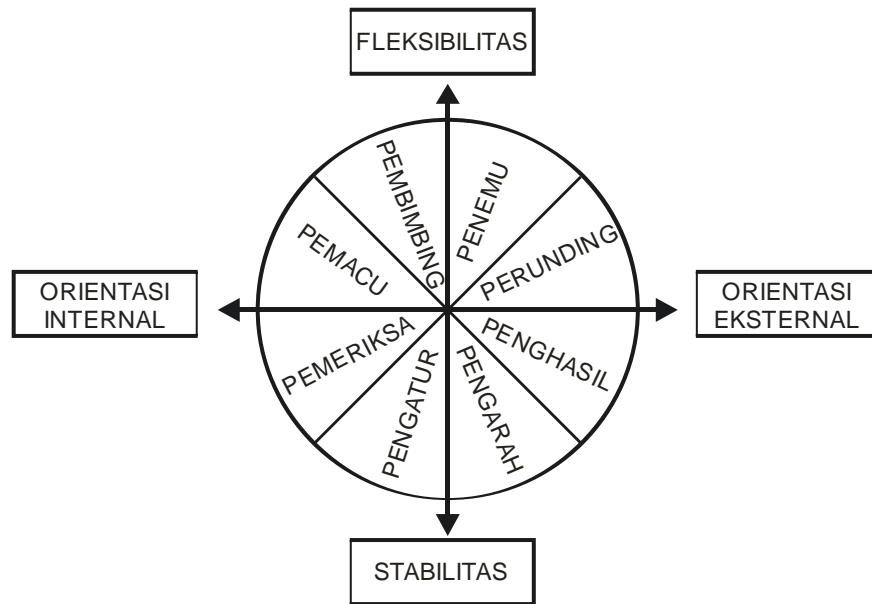 FLEKSIBILITAS
PEMBIMBING
PENEMU
PEMACU
PERUNDING
ORIENTASI
INTERNAL
ORIENTASI
EKSTERNAL
PEMERIKSA
PENGHASIL
PENGATUR
PENGARAH
STABILITAS